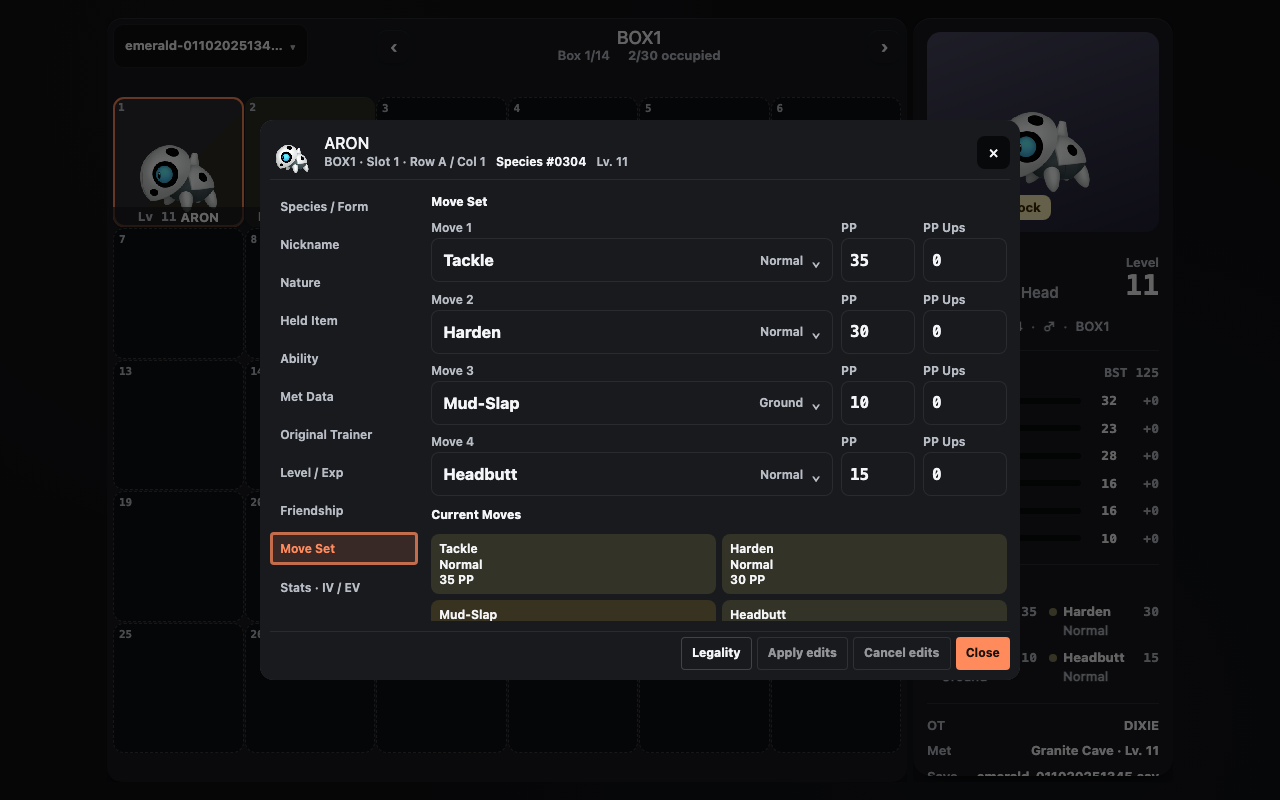 emerald-01102025134... ▾
‹
BOX1
Box 1/14 2/30 occupied
›
1
2
3
4
5
6
Lv 11 ARON
ARON
BOX1 · Slot 1 · Row A / Col 1 Species #0304 Lv. 11
×
Species / Form
Nickname
Nature
Held Item
Ability
Met Data
Original Trainer
Level / Exp
Friendship
Move Set
Stats · IV / EV
Move Set
Move 1 PP PP Ups
Tackle Normal 35 0
Move 2 PP PP Ups
Harden Normal 30 0
Move 3 PP PP Ups
Mud-Slap Ground 10 0
Move 4 PP PP Ups
Headbutt Normal 15 0
Current Moves
Tackle
Normal
35 PP
Harden
Normal
30 PP
Mud-Slap
Headbutt
Legality
Apply edits
Cancel edits
Close
7
8
13
19
25
Level
Head 11
· ♂ · BOX1
BST 125
32 +0
23 +0
28 +0
16 +0
16 +0
10 +0
35 Harden 30
Normal
10 Headbutt 15
Normal
OT DIXIE
Met Granite Cave · Lv. 11